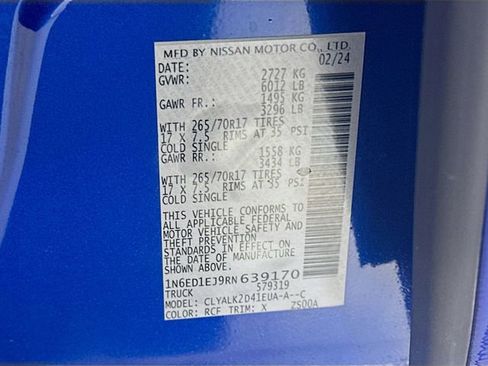 MFD BY NISSAN MOTOR CO., LTD.
DATE: 02/24
GVWR: 2727 KG
6012 LB
GAWR FR.: 1495 KG
3296 LB
WITH 265/70R17 TIRES
17 X 7.5 RIMS AT 35 PSI
COLD SINGLE
GAWR RR.: 1558 KG
3434 LB
WITH 265/70R17 TIRES
17 X 7.5 RIMS AT 35 PSI
COLD SINGLE
THIS VEHICLE CONFORMS TO
ALL APPLICABLE FEDERAL
MOTOR VEHICLE SAFETY AND
THEFT PREVENTION
STANDARDS IN EFFECT ON
THE DATE OF MANUFACTURE
SHOWN ABOVE.
1N6ED1EJ9RN 639170
TRUCK 579319
MODEL: CLYALK2D41EUA-A--C
COLOR: RCF TRIM: X Z500A